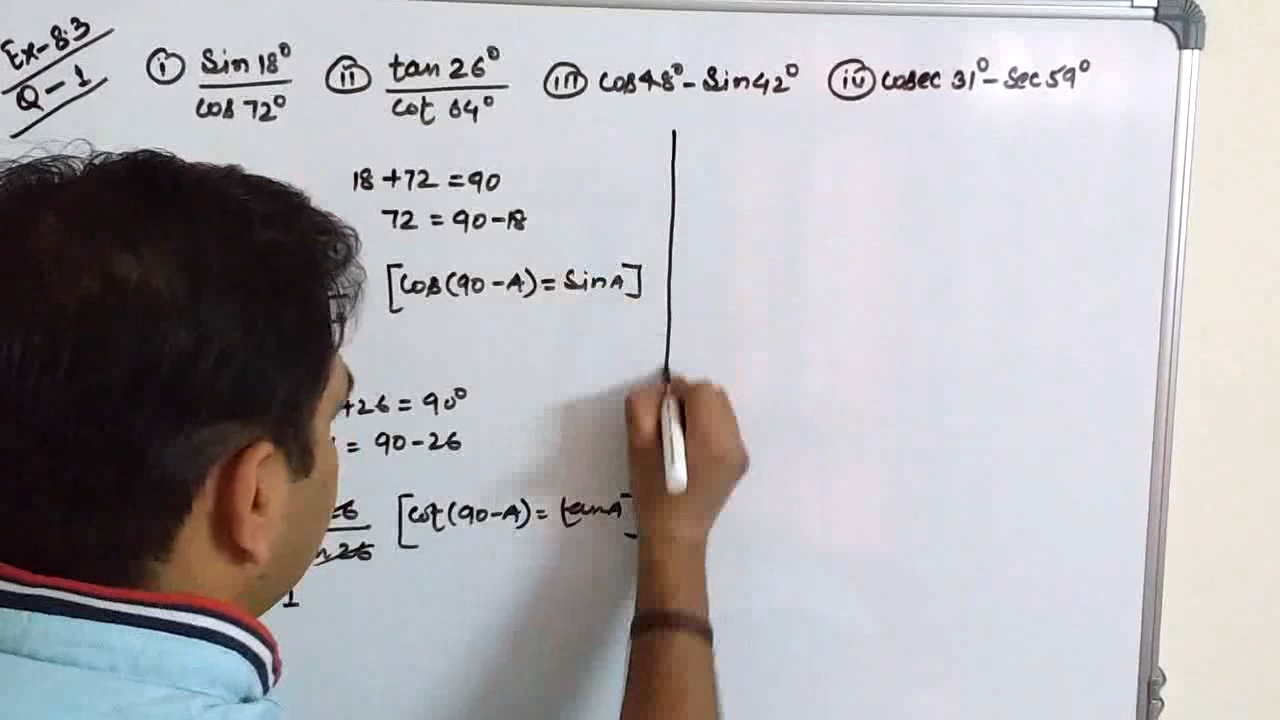 Ex-8.3
Q-1
i sin 18° / cos 72° ii tan 26° / cot 64° iii cos 48° - sin 42° iv cosec 31° - sec 59°
18 + 72 = 90
72 = 90 - 18
[cos(90 - A) = sin A]
+26 = 90°
= 90 - 26
26 [cot(90 - A) = tan A]
n 26
1